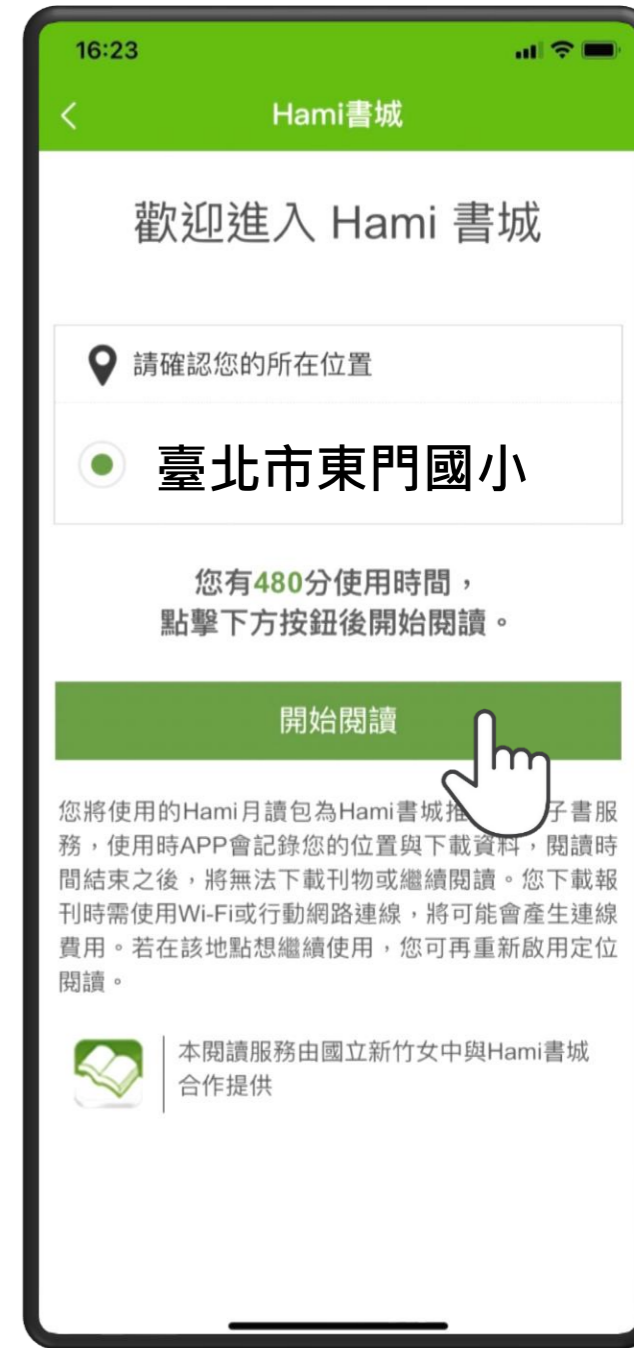 16:23
Hami書城
歡迎進入 Hami 書城
請確認您的所在位置
臺北市東門國小
您有480分使用時間，
點擊下方按鈕後開始閱讀。
開始閱讀
您將使用的Hami月讀包為Hami書城推 子書服
務，使用時APP會記錄您的位置與下載資料，閱讀時
間結束之後，將無法下載刊物或繼續閱讀。您下載報
刊時需使用Wi-Fi或行動網路連線，將可能會產生連線
費用。若在該地點想繼續使用，您可再重新啟用定位
閱讀。
本閱讀服務由國立新竹女中與Hami書城
合作提供